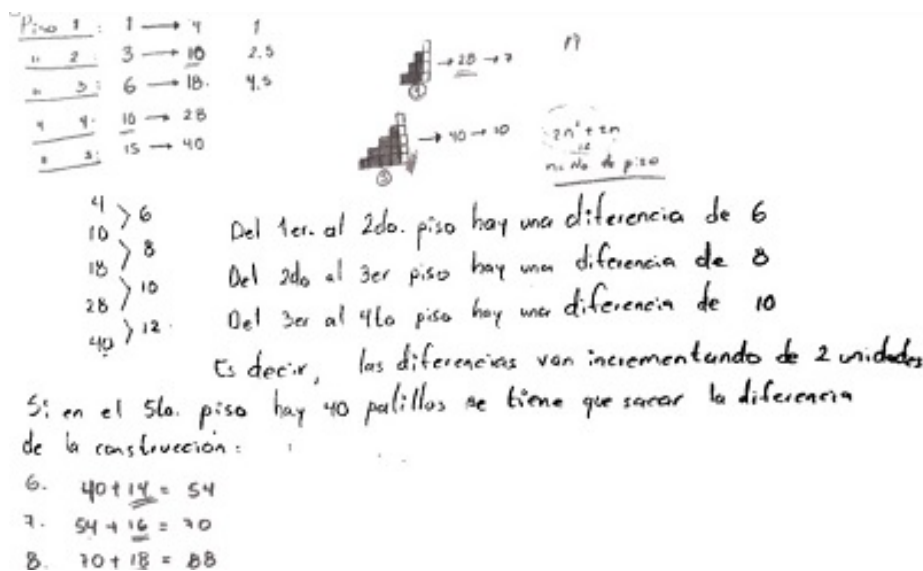 Piso 1: 1 → 4 1
" 2: 3 → 10 2.5
" 3: 6 → 18. 4.5
" 4. 10 → 28
" 5: 15 → 40
→ 28 → 7
④
→ 40 → 10
⑤
n: No de piso
4
10
18
28
40
> 6
> 8
> 10
> 12.
Del 1er. al 2do. piso hay una diferencia de 6
Del 2do al 3er piso hay una diferencia de 8
Del 3er al 4to piso hay una diferencia de 10
Es decir, las diferencias van incrementando de 2 unidades
Si en el 5to. piso hay 40 palillos se tiene que sacar la diferencia
de la construcción:
6. 40 + 14 = 54
7. 54 + 16 = 70
8. 70 + 18 = 88